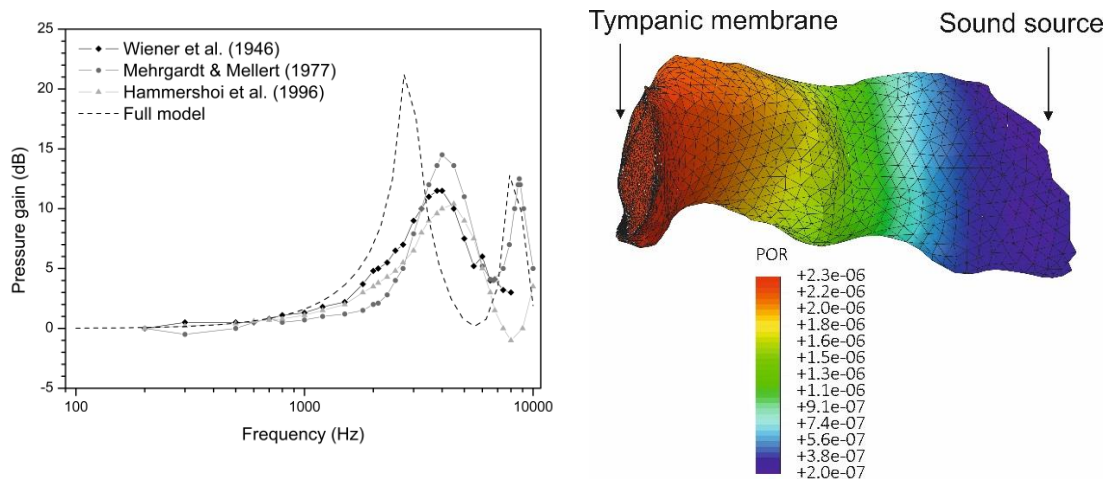 25
20
15
10
5
0
-5
Pressure gain (dB)
Wiener et al. (1946)
Mehrgardt & Mellert (1977)
Hammershoi et al. (1996)
Full model
100
1000
10000
Frequency (Hz)
Tympanic membrane
Sound source
POR
+2.3e-06
+2.2e-06
+2.0e-06
+1.8e-06
+1.6e-06
+1.5e-06
+1.3e-06
+1.1e-06
+9.1e-07
+7.4e-07
+5.6e-07
+3.8e-07
+2.0e-07